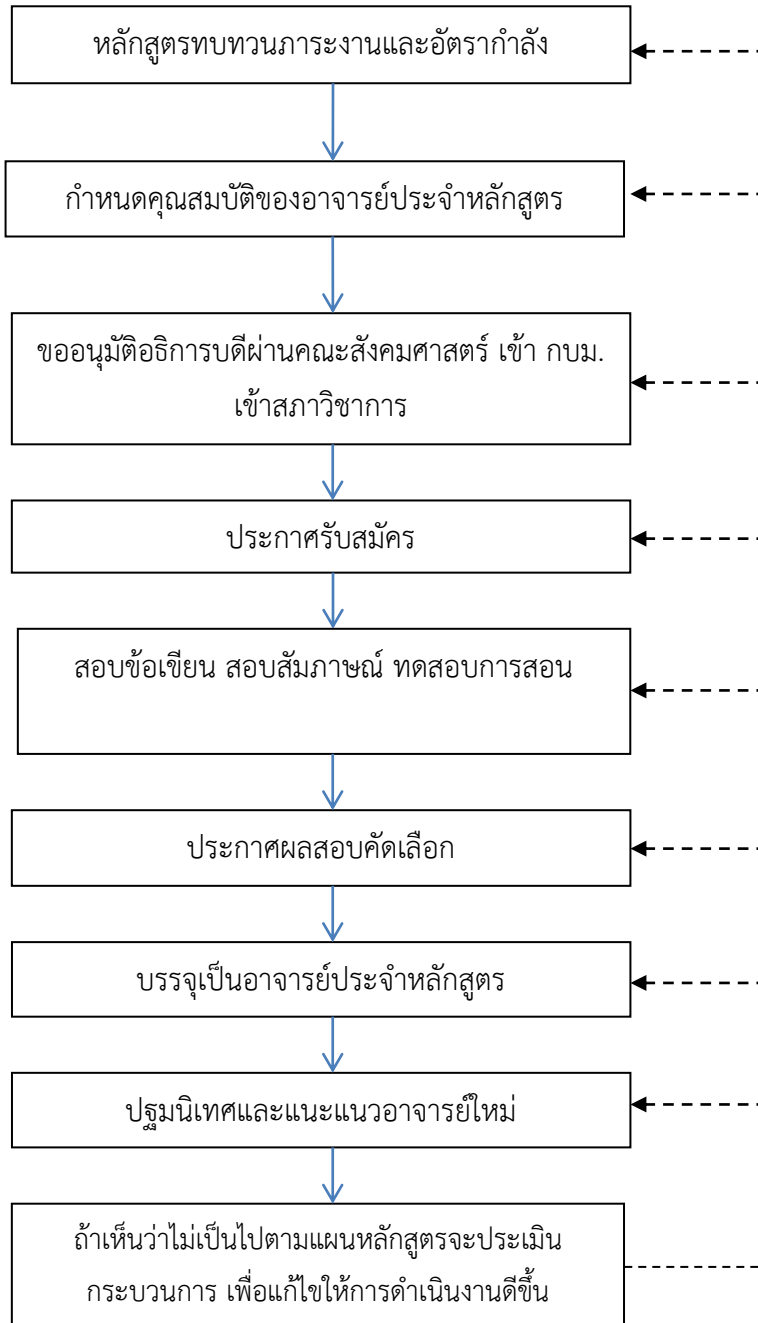 หลักสูตรทบทวนภาระงานและอัตรากำลัง
กำหนดคุณสมบัติของอาจารย์ประจำหลักสูตร
ขออนุมัติอธิการบดีผ่านคณะสังคมศาสตร์ เข้า กบม.
เข้าสภาวิชาการ
ประกาศรับสมัคร
สอบข้อเขียน สอบสัมภาษณ์ ทดสอบการสอน
ประกาศผลสอบคัดเลือก
บรรจุเป็นอาจารย์ประจำหลักสูตร
ปฐมนิเทศและแนะแนวอาจารย์ใหม่
ถ้าเห็นว่าไม่เป็นไปตามแผนหลักสูตรจะประเมิน
กระบวนการ เพื่อแก้ไขให้การดำเนินงานดีขึ้น